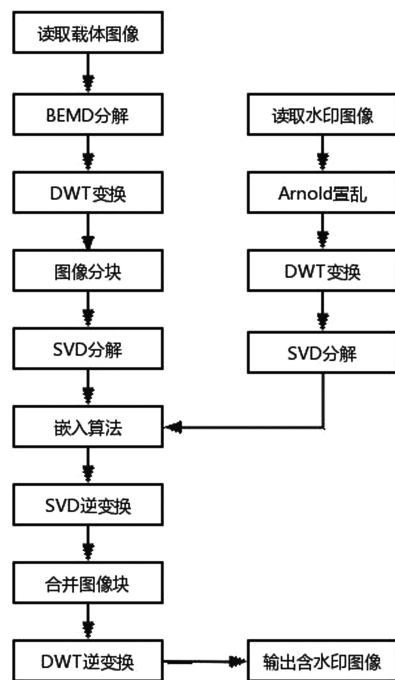 读取载体图像
BEMD分解
读取水印图像
DWT变换
Arnold置乱
图像分块
DWT变换
SVD分解
SVD分解
嵌入算法
SVD逆变换
合并图像块
DWT逆变换
输出含水印图像